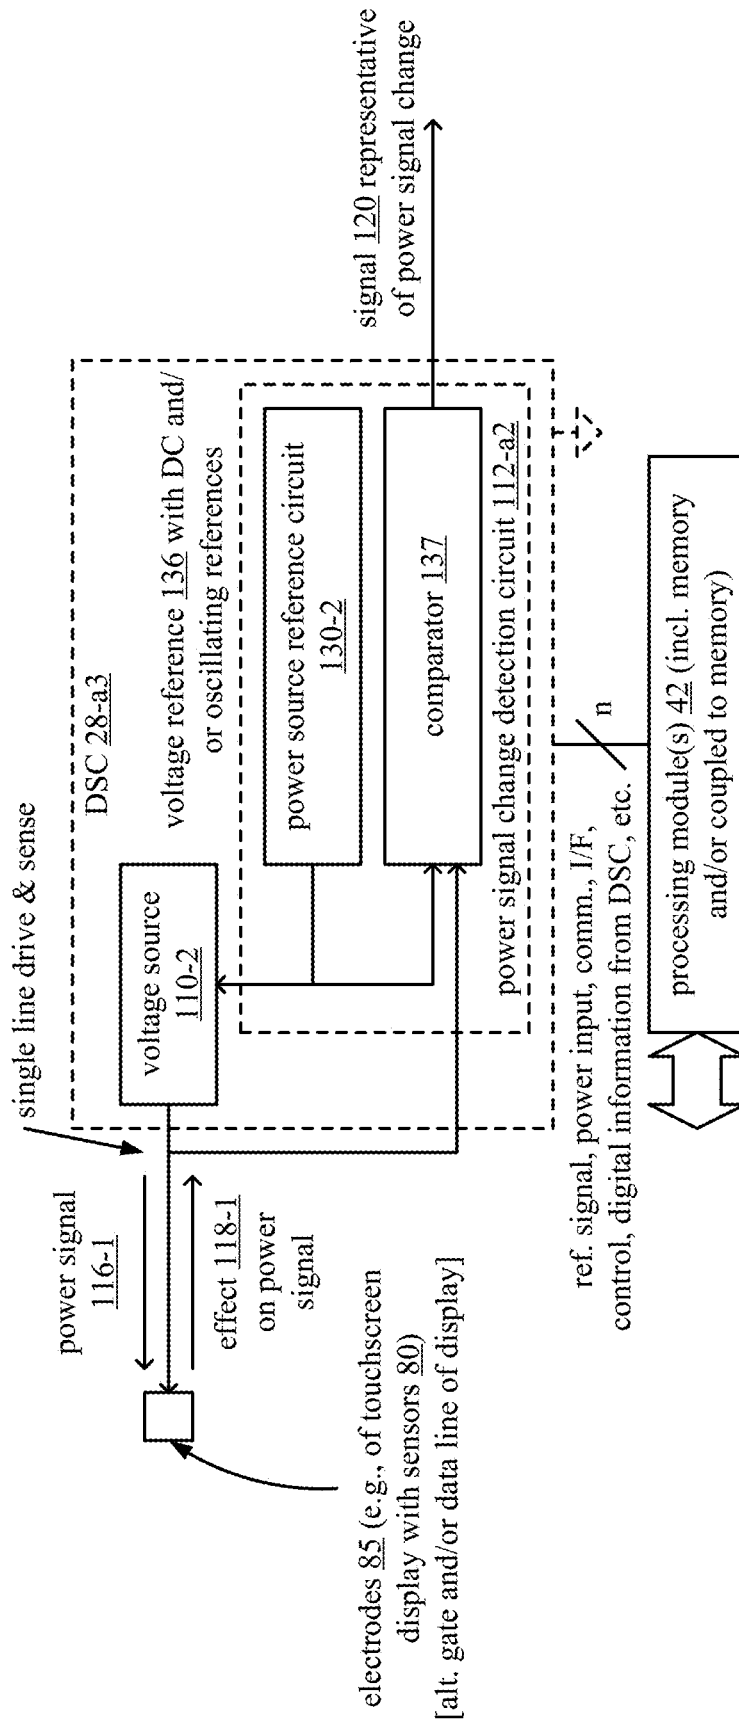 single line drive & sense
power signal
116-1
effect 118-1
on power
signal
electrodes 85 (e.g., of touchscreen
display with sensors 80)
[alt. gate and/or data line of display]
DSC 28-a3
voltage source
110-2
voltage reference 136 with DC and/
or oscillating references
power source reference circuit
130-2
comparator 137
power signal change detection circuit 112-a2
signal 120 representative
of power signal change
ref. signal, power input, comm., I/F,
control, digital information from DSC, etc.
n
processing module(s) 42 (incl. memory
and/or coupled to memory)